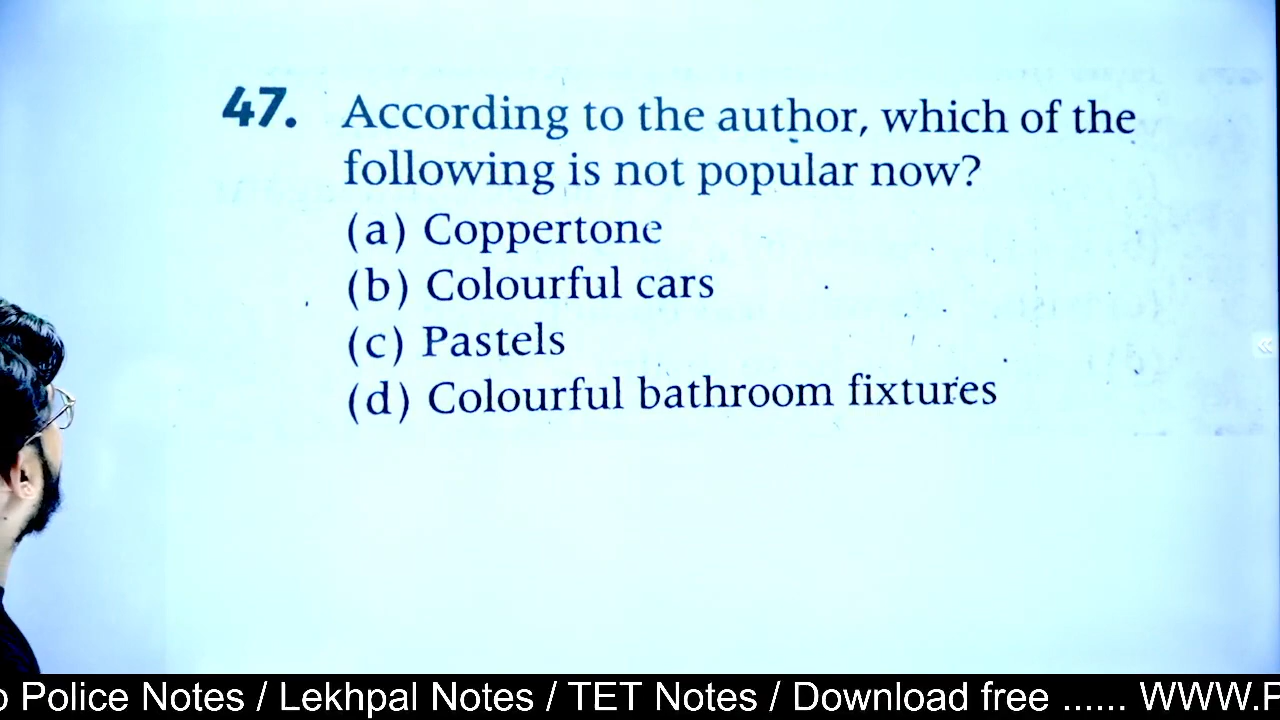 47. According to the author, which of the
following is not popular now?
(a) Coppertone
(b) Colourful cars
(c) Pastels
(d) Colourful bathroom fixtures
Police Notes / Lekhpal Notes / TET Notes / Download free ...... WWW.